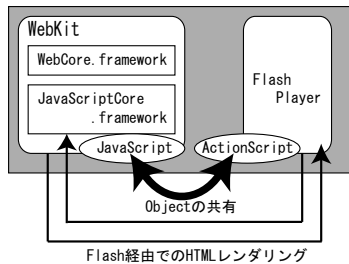 WebKit
WebCore.framework
JavaScriptCore
.framework
Flash
Player
JavaScript
ActionScript
Objectの共有
Flash経由でのHTMLレンダリング